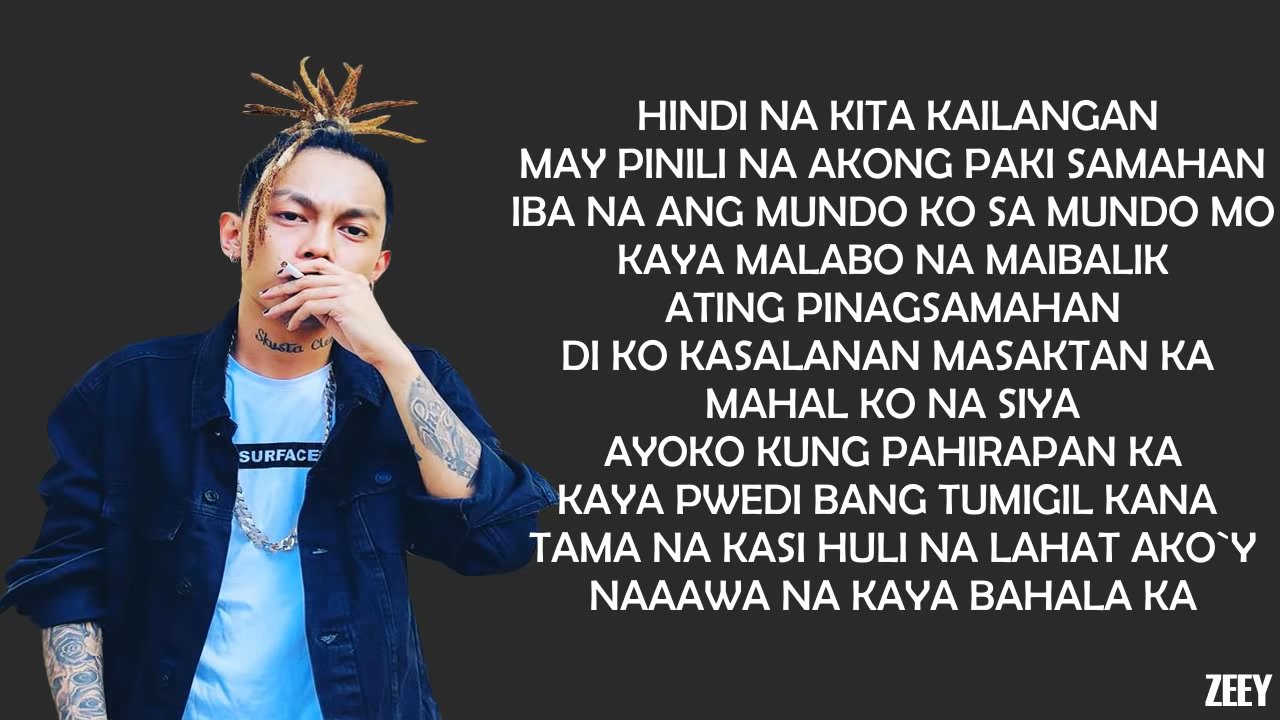 HINDI NA KITA KAILANGAN
MAY PINILI NA AKONG PAKI SAMAHAN
IBA NA ANG MUNDO KO SA MUNDO MO
KAYA MALABO NA MAIBALIK
ATING PINAGSAMAHAN
DI KO KASALANAN MASAKTAN KA
MAHAL KO NA SIYA
AYOKO KUNG PAHIRAPAN KA
KAYA PWEDI BANG TUMIGIL KANA
TAMA NA KASI HULI NA LAHAT AKO`Y
NAAAWA NA KAYA BAHALA KA
Skusta Cle
SURFACE
ZEEY